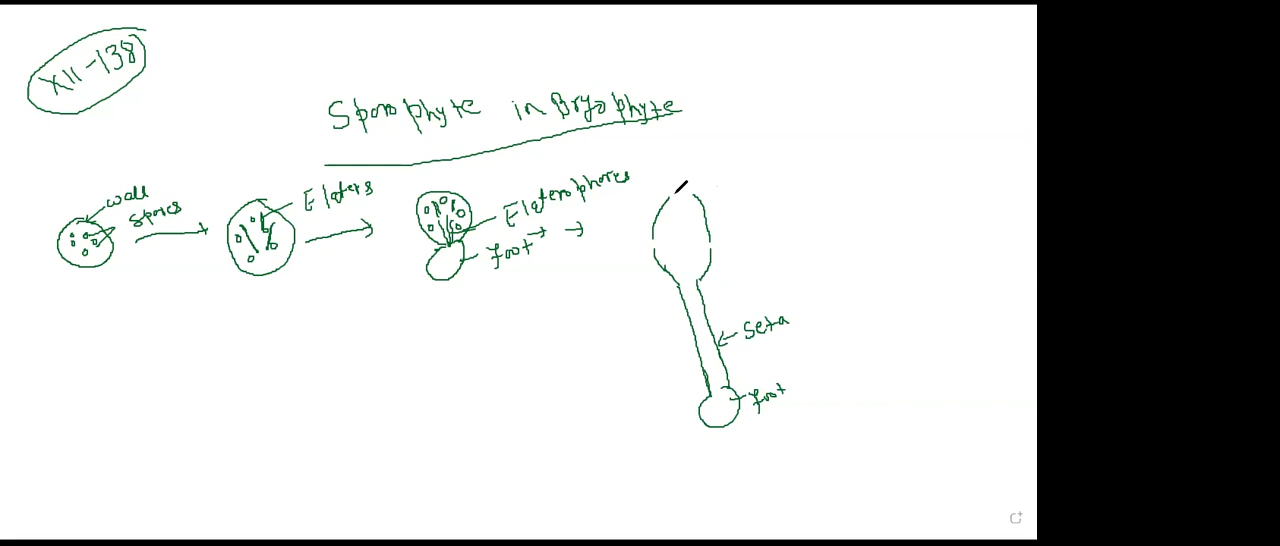 XII-138
Sporophyte in Bryophyte
wall
spores
Elaters
Elaterophores
foot
seta
foot